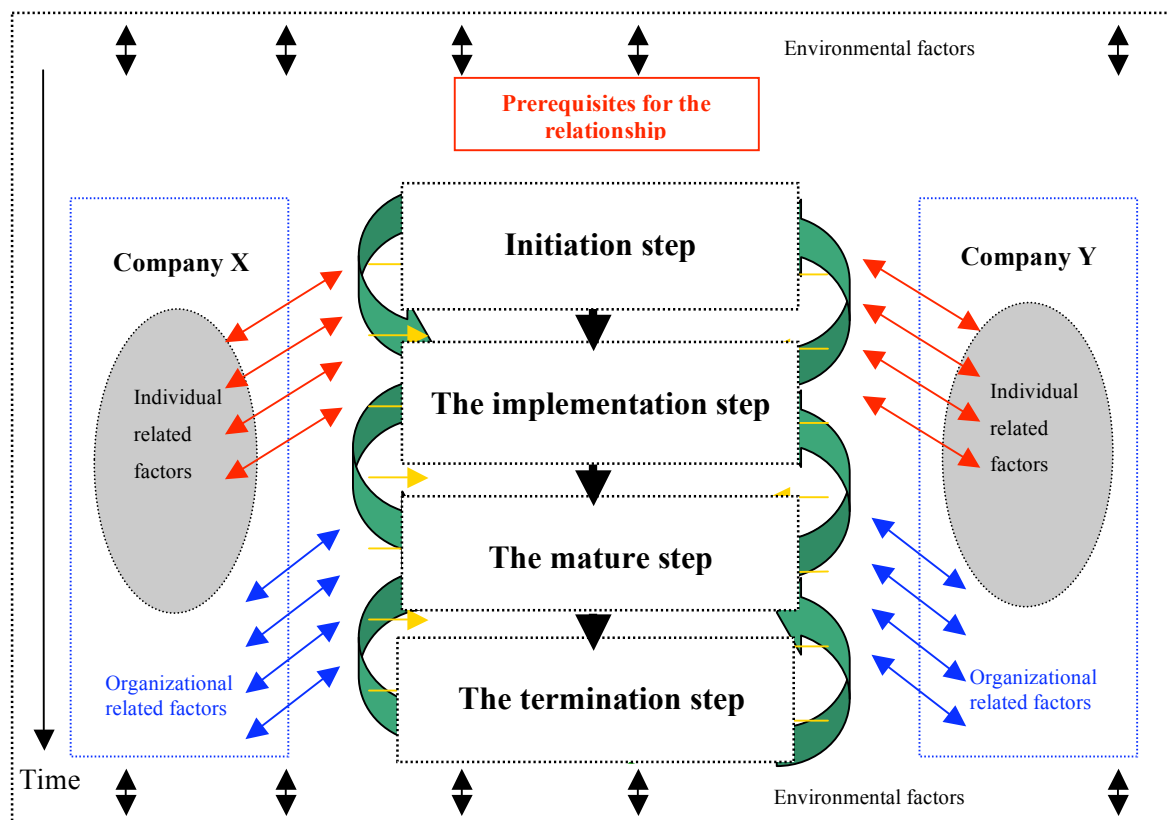 Environmental factors
Prerequisites for the
relationship
Initiation step
Company X
Company Y
Individual
related
factors
Individual
related
factors
The implementation step
The mature step
Organizational
related factors
Organizational
related factors
The termination step
Time
Environmental factors